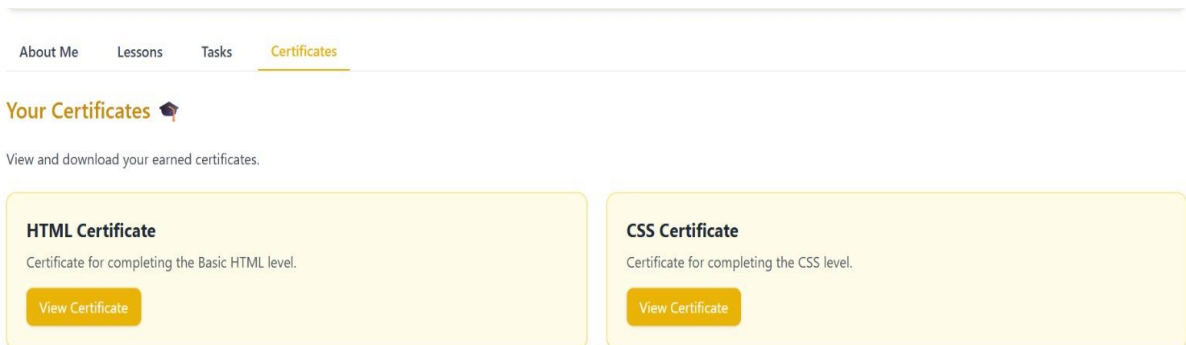 About Me Lessons Tasks Certificates
Your Certificates 🎓
View and download your earned certificates.
HTML Certificate
Certificate for completing the Basic HTML level.
View Certificate
CSS Certificate
Certificate for completing the CSS level.
View Certificate